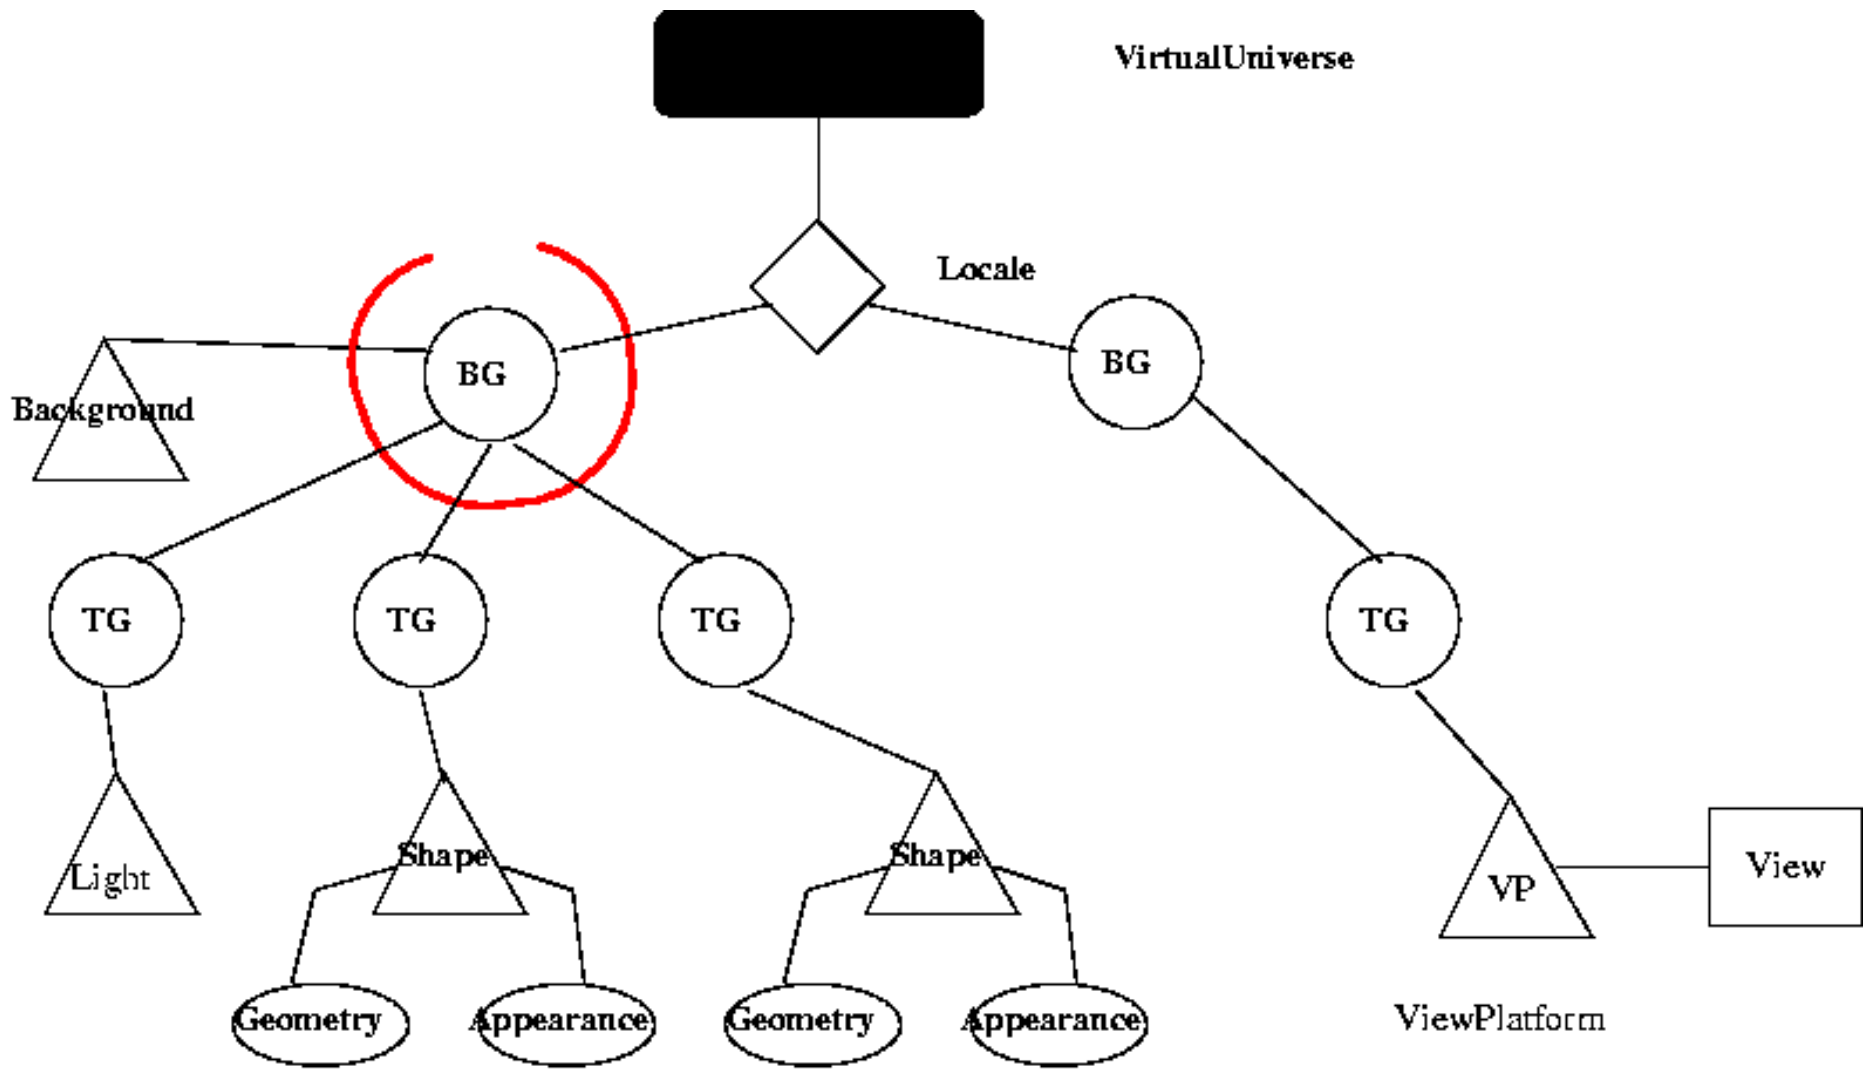 VirtualUniverse
Locale
BG
BG
Background
TG
TG
TG
TG
Light
Shape
Shape
VP
View
Geometry
Appearance
Geometry
Appearance
ViewPlatform